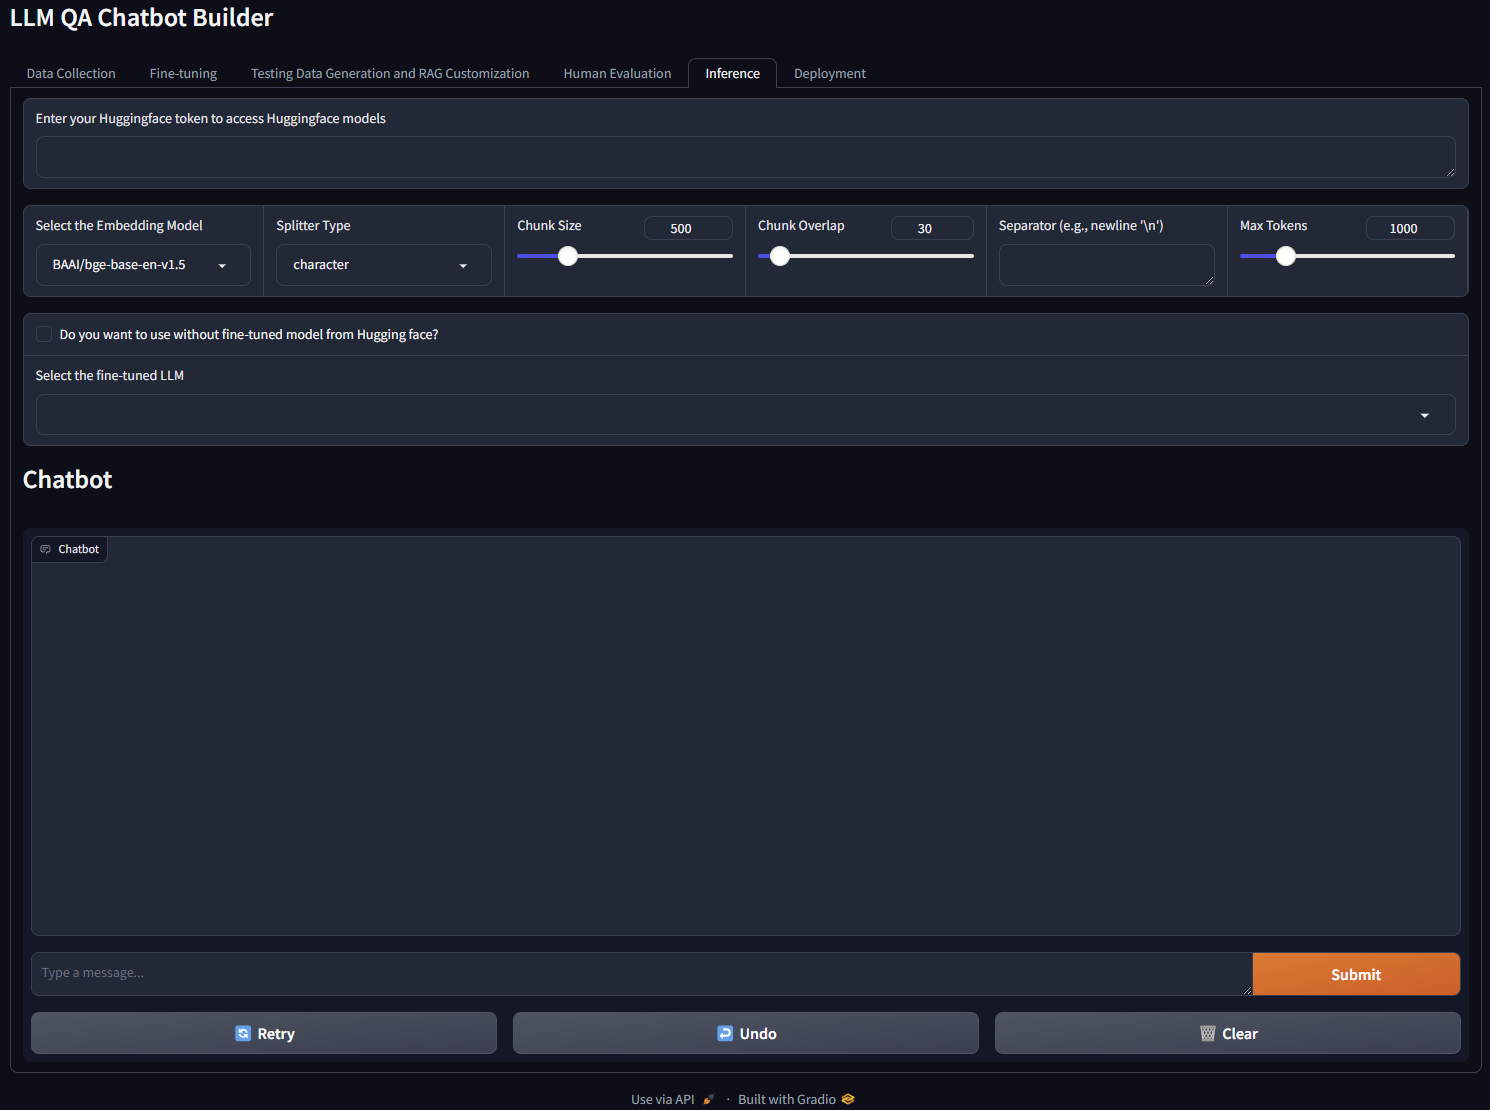 LLM QA Chatbot Builder
Data Collection Fine-tuning Testing Data Generation and RAG Customization Human Evaluation Inference Deployment
Enter your Huggingface token to access Huggingface models
Select the Embedding Model Splitter Type Chunk Size 500 Chunk Overlap 30 Separator (e.g., newline '\n') Max Tokens 1000
BAAI/bge-base-en-v1.5 character
Do you want to use without fine-tuned model from Hugging face?
Select the fine-tuned LLM
Chatbot
Chatbot
Type a message...
Submit
Retry Undo Clear
Use via API · Built with Gradio